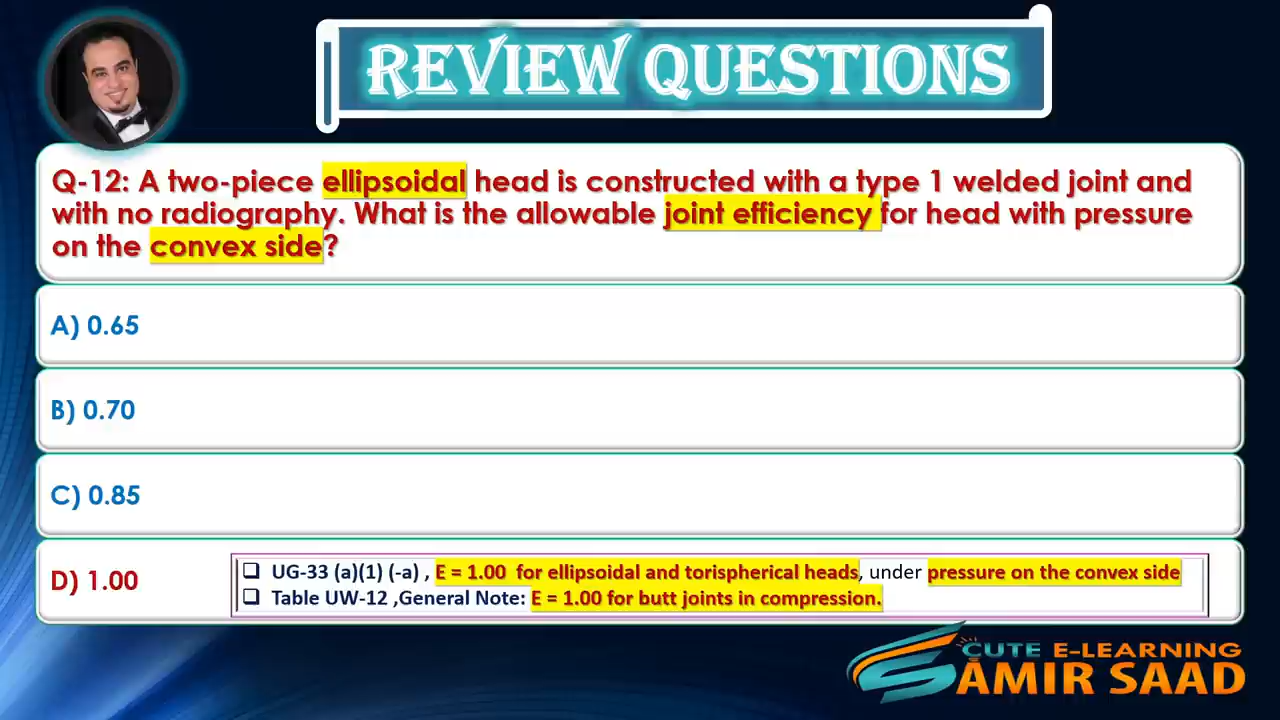 REVIEW QUESTIONS
Q-12: A two-piece ellipsoidal head is constructed with a type 1 welded joint and
with no radiography. What is the allowable joint efficiency for head with pressure
on the convex side?
A) 0.65
B) 0.70
C) 0.85
D) 1.00
❑ UG-33 (a)(1) (-a) , E = 1.00 for ellipsoidal and torispherical heads, under pressure on the convex side
❑ Table UW-12 ,General Note: E = 1.00 for butt joints in compression.
CUTE E-LEARNING
AMIR SAAD